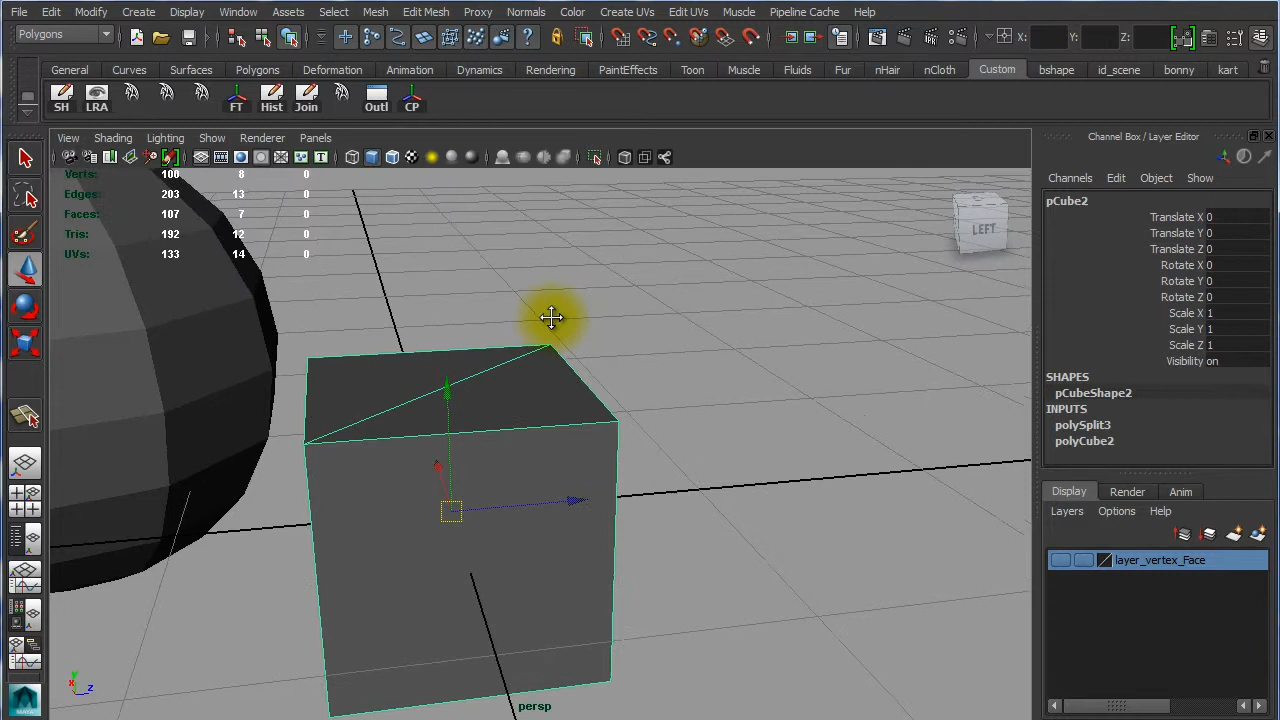 File Edit Modify Create Display Window Assets Select Mesh Edit Mesh Proxy Normals Color Create UVs Edit UVs Muscle Pipeline Cache Help
Polygons X: Y: Z:
General Curves Surfaces Polygons Deformation Animation Dynamics Rendering PaintEffects Toon Muscle Fluids Fur nHair nCloth Custom bshape id_scene bonny kart
SH LRA FT Hist Join Outl CP
View Shading Lighting Show Renderer Panels
Channel Box / Layer Editor
Verts: 100 8 0
Edges: 203 13 0
Faces: 107 7 0
Tris: 192 12 0
UVs: 133 14 0
LEFT
Channels Edit Object Show
pCube2
Translate X 0
Translate Y 0
Translate Z 0
Rotate X 0
Rotate Y 0
Rotate Z 0
Scale X 1
Scale Y 1
Scale Z 1
Visibility on
SHAPES
pCubeShape2
INPUTS
polySplit3
polyCube2
Display Render Anim
Layers Options Help
layer_vertex_Face
y
x z
persp